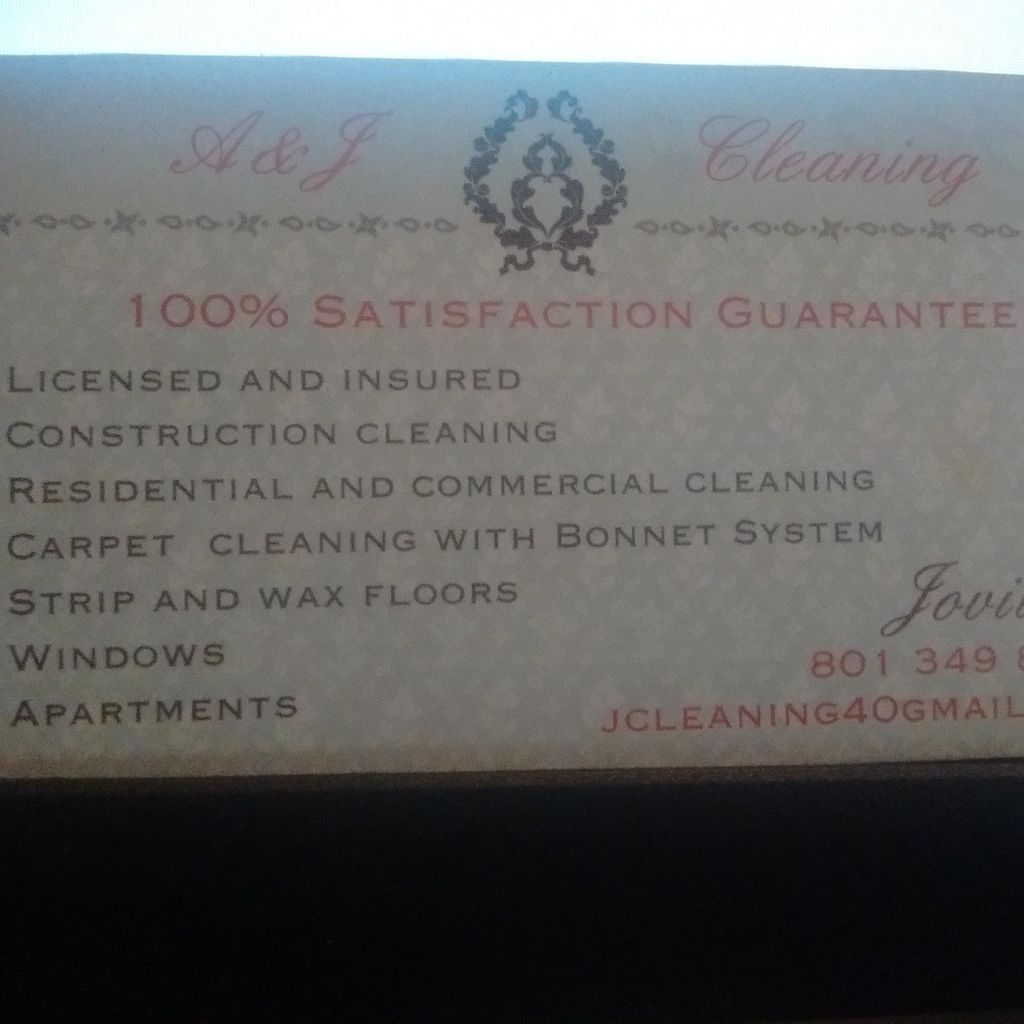 A & J Cleaning
100% SATISFACTION GUARANTEE
LICENSED AND INSURED
CONSTRUCTION CLEANING
RESIDENTIAL AND COMMERCIAL CLEANING
CARPET CLEANING WITH BONNET SYSTEM
STRIP AND WAX FLOORS
WINDOWS
APARTMENTS
801 349
JCLEANING40GMAIL